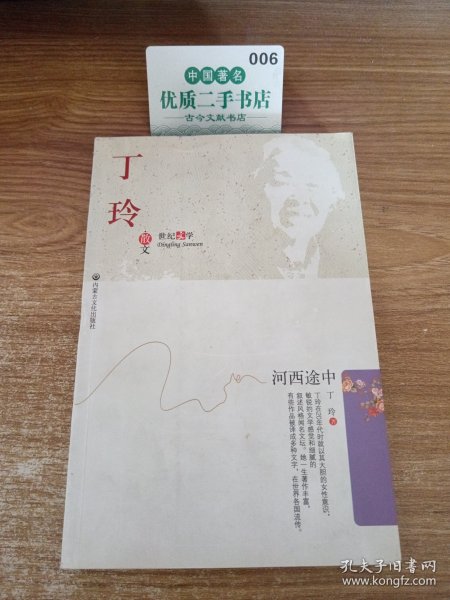 006
中国著名
优质二手书店
古今文献书店
丁玲
散文
世纪文学
Dingling Sanwen
内蒙古文化出版社
河西途中
丁玲 著
丁玲在20年代时就以其大胆的女性意识,
敏锐的文学感觉和细腻的
叙述风格闻名文坛。她一生著作丰富,
有些作品被译成多种文字,在世界各国流传。
孔夫子旧书网
www.kongfz.com